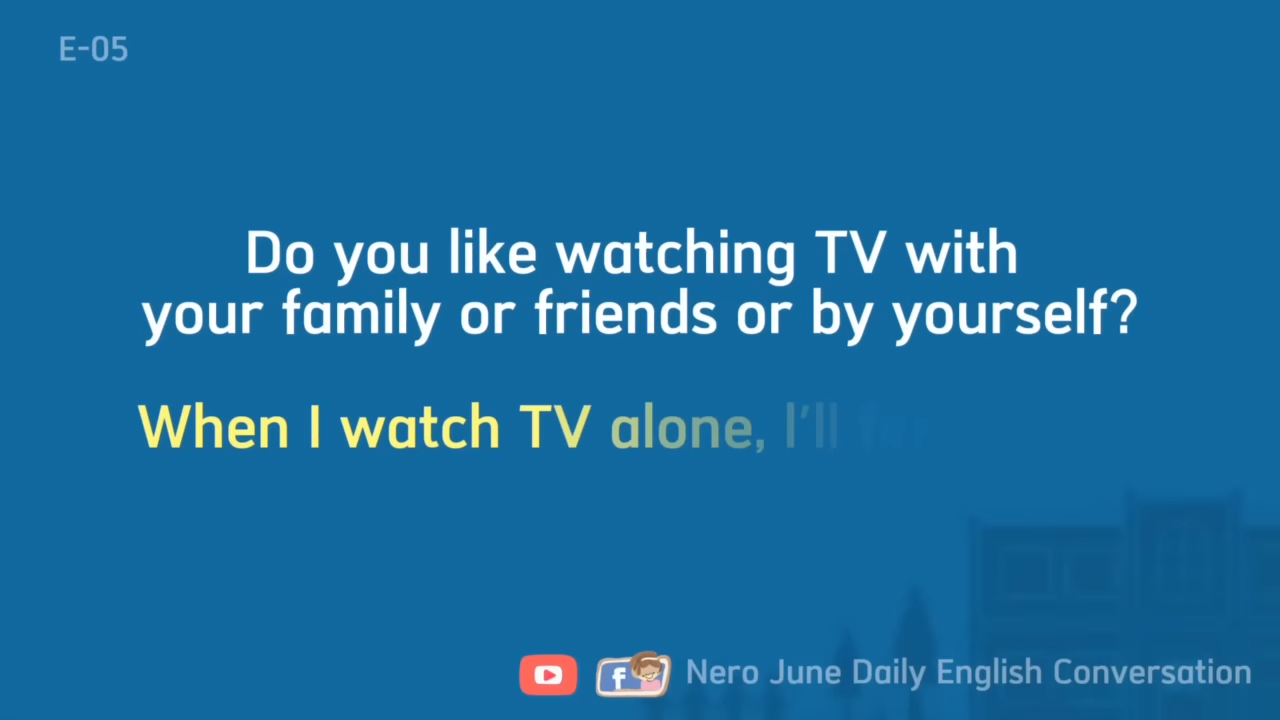 E-05
Do you like watching TV with
your family or friends or by yourself?
When I watch TV alone, I'll
f
Nero June Daily English Conversation